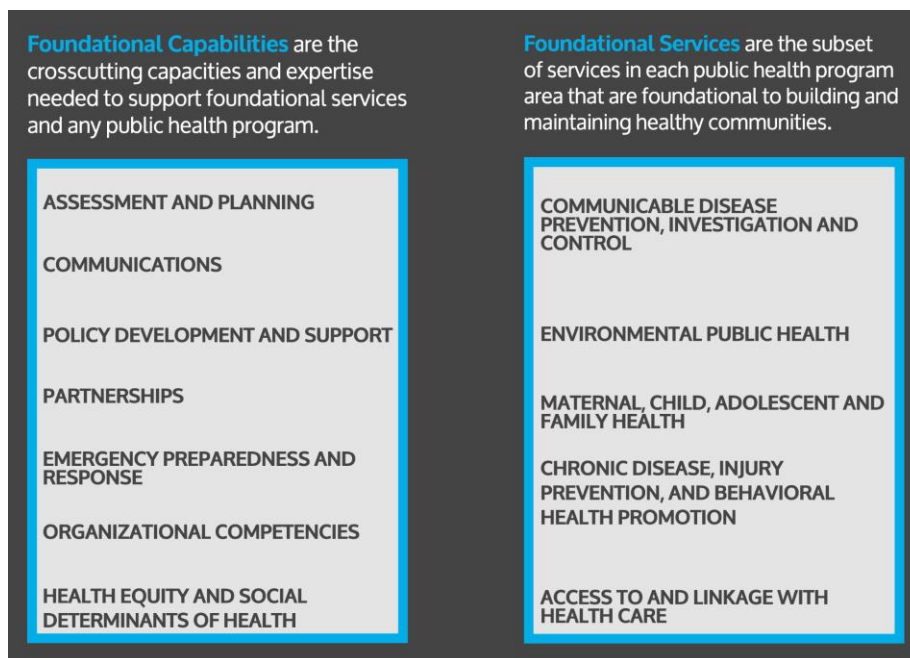 Foundational Capabilities are the
crosscutting capacities and expertise
needed to support foundational services
and any public health program.
ASSESSMENT AND PLANNING
COMMUNICATIONS
POLICY DEVELOPMENT AND SUPPORT
PARTNERSHIPS
EMERGENCY PREPAREDNESS AND
RESPONSE
ORGANIZATIONAL COMPETENCIES
HEALTH EQUITY AND SOCIAL
DETERMINANTS OF HEALTH
Foundational Services are the subset
of services in each public health program
area that are foundational to building and
maintaining healthy communities.
COMMUNICABLE DISEASE
PREVENTION, INVESTIGATION AND
CONTROL
ENVIRONMENTAL PUBLIC HEALTH
MATERNAL, CHILD, ADOLESCENT AND
FAMILY HEALTH
CHRONIC DISEASE, INJURY
PREVENTION, AND BEHAVIORAL
HEALTH PROMOTION
ACCESS TO AND LINKAGE WITH
HEALTH CARE